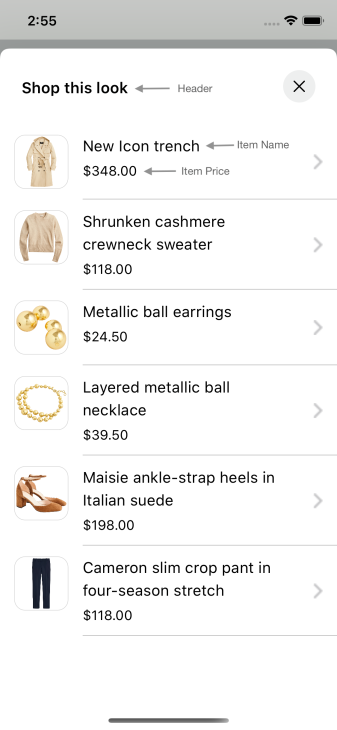 2:55
Shop this look
Header
New Icon trench
Item Name
$348.00
Item Price
Shrunken cashmere
crewneck sweater
$118.00
Metallic ball earrings
$24.50
Layered metallic ball
necklace
$39.50
Maisie ankle-strap heels in
Italian suede
$198.00
Cameron slim crop pant in
four-season stretch
$118.00